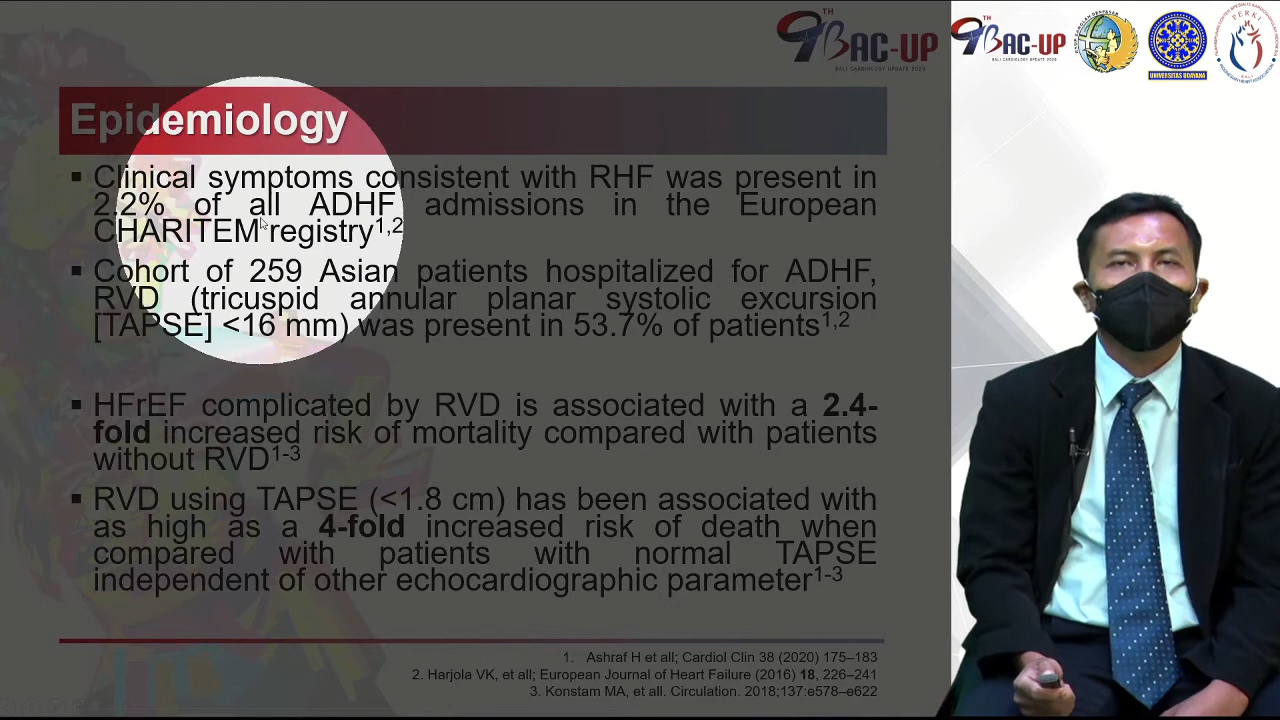 9TH BAC-UP
BALI CARDIOLOGY UPDATE 2023
9TH BAC-UP
BALI CARDIOLOGY UPDATE 2023
UNIVERSITAS UDAYANA
PERKI
Epidemiology
▪ Clinical symptoms consistent with RHF was present in
2.2% of all ADHF admissions in the European
CHARITEM registry1,2
▪ Cohort of 259 Asian patients hospitalized for ADHF,
RVD (tricuspid annular planar systolic excursion
[TAPSE] <16 mm) was present in 53.7% of patients1,2
▪ HFrEF complicated by RVD is associated with a 2.4-
fold increased risk of mortality compared with patients
without RVD1-3
▪ RVD using TAPSE (<1.8 cm) has been associated with
as high as a 4-fold increased risk of death when
compared with patients with normal TAPSE
independent of other echocardiographic parameter1-3
1. Ashraf H et all; Cardiol Clin 38 (2020) 175–183
2. Harjola VK, et all; European Journal of Heart Failure (2016) 18, 226–241
3. Konstam MA, et all. Circulation. 2018;137:e578–e622